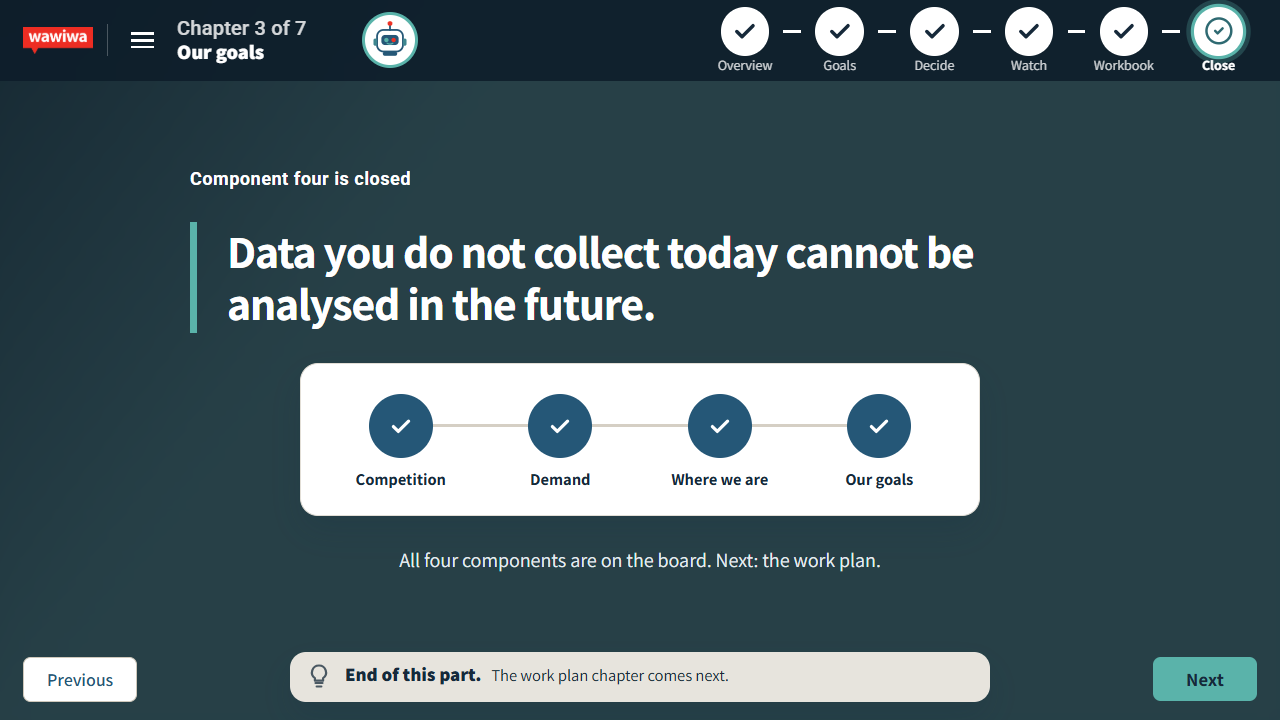 wawiwa
Chapter 3 of 7
Our goals
Overview
Goals
Decide
Watch
Workbook
Close
Component four is closed
Data you do not collect today cannot be
analysed in the future.
Competition
Demand
Where we are
Our goals
All four components are on the board. Next: the work plan.
Previous
End of this part. The work plan chapter comes next.
Next